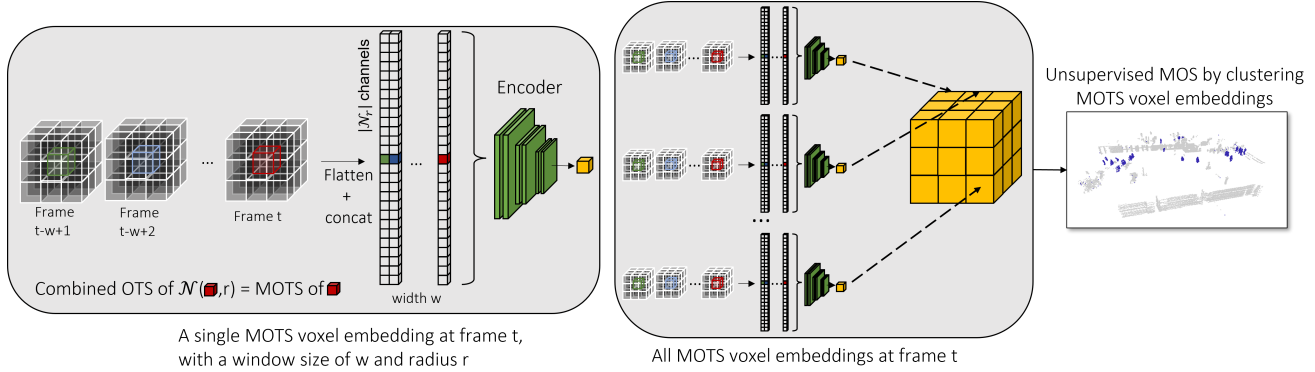 Frame
t-w+1
Frame
t-w+2
...
Frame t
Flatten
+
concat
|𝒩ᵣ| channels
...
width w
Encoder
Combined OTS of 𝒩(,r) = MOTS of
A single MOTS voxel embedding at frame t,
with a window size of w and radius r
...
...
...
...
...
...
...
All MOTS voxel embeddings at frame t
Unsupervised MOS by clustering
MOTS voxel embeddings